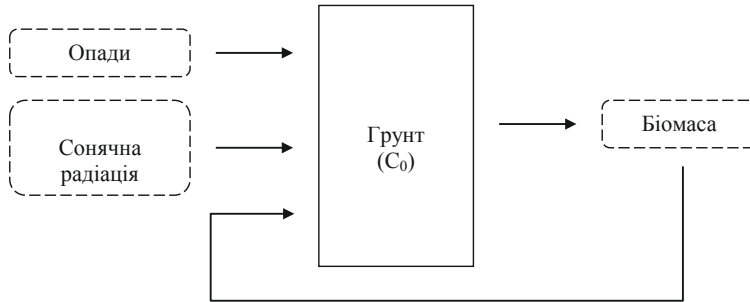 Опади
Сонячна
радіація
Грунт
(C₀)
Біомаса